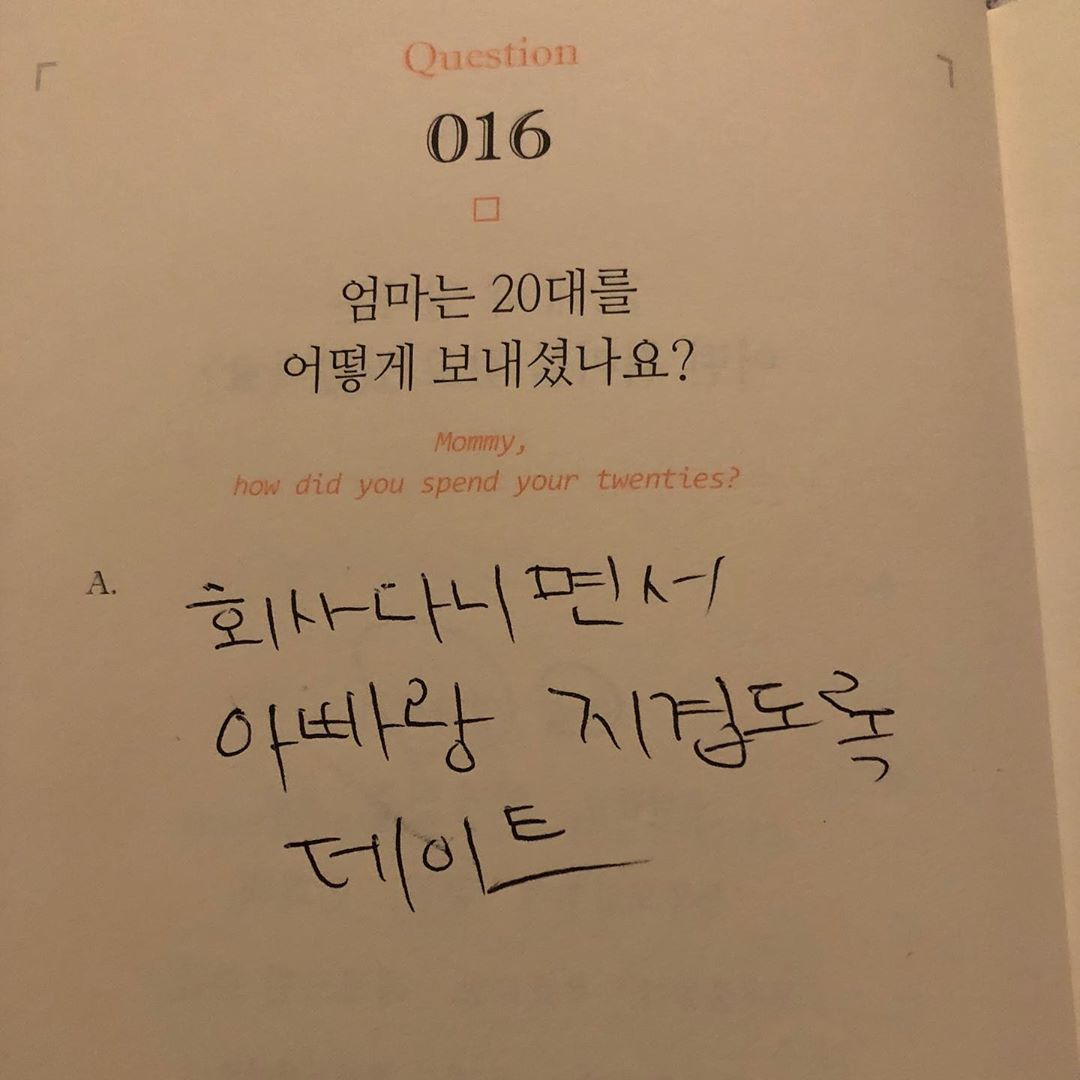 Question
016
엄마는 20대를
어떻게 보내셨나요?
Mommy,
how did you spend your twenties?
A.
회사다니면서
아빠랑 지겹도록
데이트